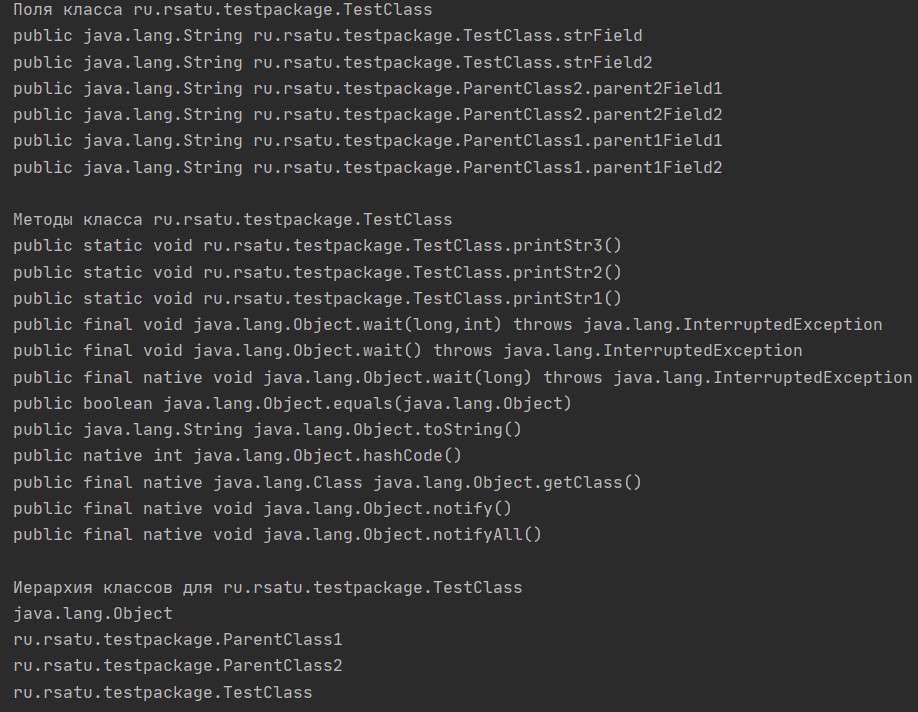 Поля класса ru.rsatu.testpackage.TestClass
public java.lang.String ru.rsatu.testpackage.TestClass.strField
public java.lang.String ru.rsatu.testpackage.TestClass.strField2
public java.lang.String ru.rsatu.testpackage.ParentClass2.parent2Field1
public java.lang.String ru.rsatu.testpackage.ParentClass2.parent2Field2
public java.lang.String ru.rsatu.testpackage.ParentClass1.parent1Field1
public java.lang.String ru.rsatu.testpackage.ParentClass1.parent1Field2
Методы класса ru.rsatu.testpackage.TestClass
public static void ru.rsatu.testpackage.TestClass.printStr3()
public static void ru.rsatu.testpackage.TestClass.printStr2()
public static void ru.rsatu.testpackage.TestClass.printStr1()
public final void java.lang.Object.wait(long,int) throws java.lang.InterruptedException
public final void java.lang.Object.wait() throws java.lang.InterruptedException
public final native void java.lang.Object.wait(long) throws java.lang.InterruptedException
public boolean java.lang.Object.equals(java.lang.Object)
public java.lang.String java.lang.Object.toString()
public native int java.lang.Object.hashCode()
public final native java.lang.Class java.lang.Object.getClass()
public final native void java.lang.Object.notify()
public final native void java.lang.Object.notifyAll()
Иерархия классов для ru.rsatu.testpackage.TestClass
java.lang.Object
ru.rsatu.testpackage.ParentClass1
ru.rsatu.testpackage.ParentClass2
ru.rsatu.testpackage.TestClass